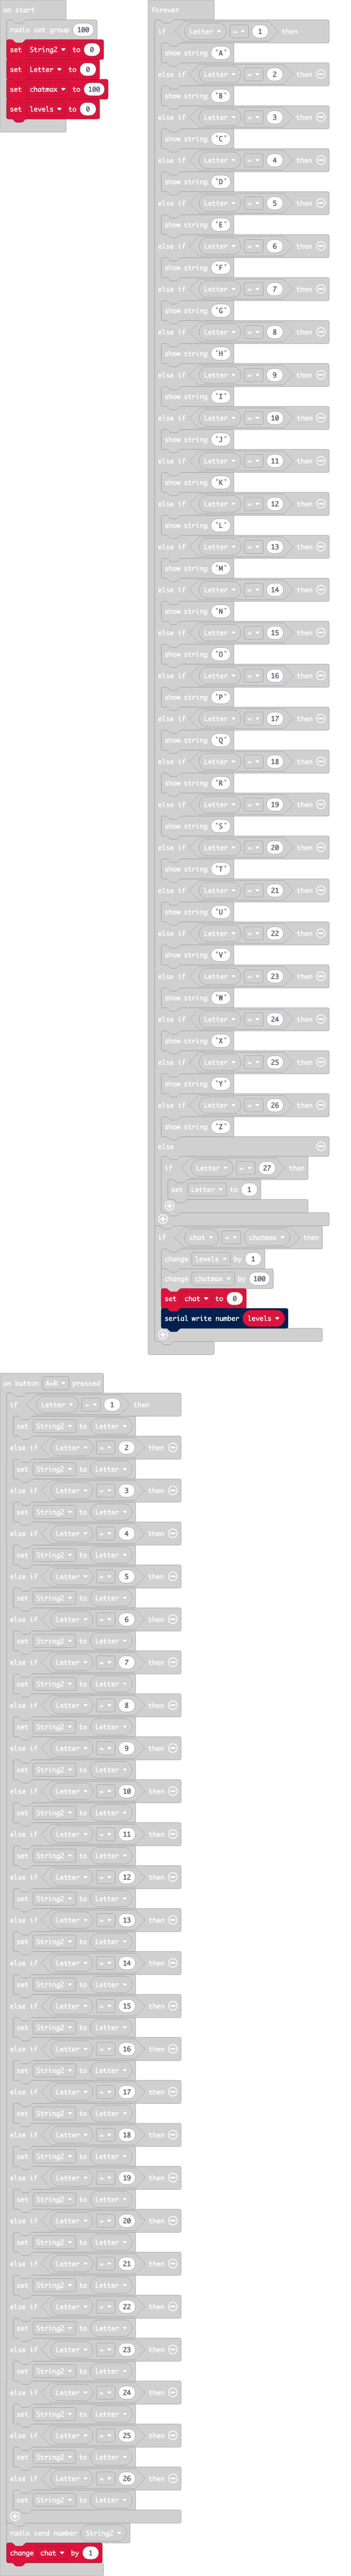 on start
radio set group 100
set String2 to 0
set Letter to 0
set chatmax to 100
set levels to 0
forever
if Letter = 1 then
show string "A"
else if Letter = 2 then
show string "B"
else if Letter = 3 then
show string "C"
else if Letter = 4 then
show string "D"
else if Letter = 5 then
show string "E"
else if Letter = 6 then
show string "F"
else if Letter = 7 then
show string "G"
else if Letter = 8 then
show string "H"
else if Letter = 9 then
show string "I"
else if Letter = 10 then
show string "J"
else if Letter = 11 then
show string "K"
else if Letter = 12 then
show string "L"
else if Letter = 13 then
show string "M"
else if Letter = 14 then
show string "N"
else if Letter = 15 then
show string "O"
else if Letter = 16 then
show string "P"
else if Letter = 17 then
show string "Q"
else if Letter = 18 then
show string "R"
else if Letter = 19 then
show string "S"
else if Letter = 20 then
show string "T"
else if Letter = 21 then
show string "U"
else if Letter = 22 then
show string "V"
else if Letter = 23 then
show string "W"
else if Letter = 24 then
show string "X"
else if Letter = 25 then
show string "Y"
else if Letter = 26 then
show string "Z"
else
if Letter = 27 then
set Letter to 1
if chat = chatmax then
change levels by 1
change chatmax by 100
set chat to 0
serial write number levels
on button A+B pressed
if Letter = 1 then
set String2 to Letter
else if Letter = 2 then
set String2 to Letter
else if Letter = 3 then
set String2 to Letter
else if Letter = 4 then
set String2 to Letter
else if Letter = 5 then
set String2 to Letter
else if Letter = 6 then
set String2 to Letter
else if Letter = 7 then
set String2 to Letter
else if Letter = 8 then
set String2 to Letter
else if Letter = 9 then
set String2 to Letter
else if Letter = 10 then
set String2 to Letter
else if Letter = 11 then
set String2 to Letter
else if Letter = 12 then
set String2 to Letter
else if Letter = 13 then
set String2 to Letter
else if Letter = 14 then
set String2 to Letter
else if Letter = 15 then
set String2 to Letter
else if Letter = 16 then
set String2 to Letter
else if Letter = 17 then
set String2 to Letter
else if Letter = 18 then
set String2 to Letter
else if Letter = 19 then
set String2 to Letter
else if Letter = 20 then
set String2 to Letter
else if Letter = 21 then
set String2 to Letter
else if Letter = 22 then
set String2 to Letter
else if Letter = 23 then
set String2 to Letter
else if Letter = 24 then
set String2 to Letter
else if Letter = 25 then
set String2 to Letter
else if Letter = 26 then
set String2 to Letter
radio send number String2
change chat by 1